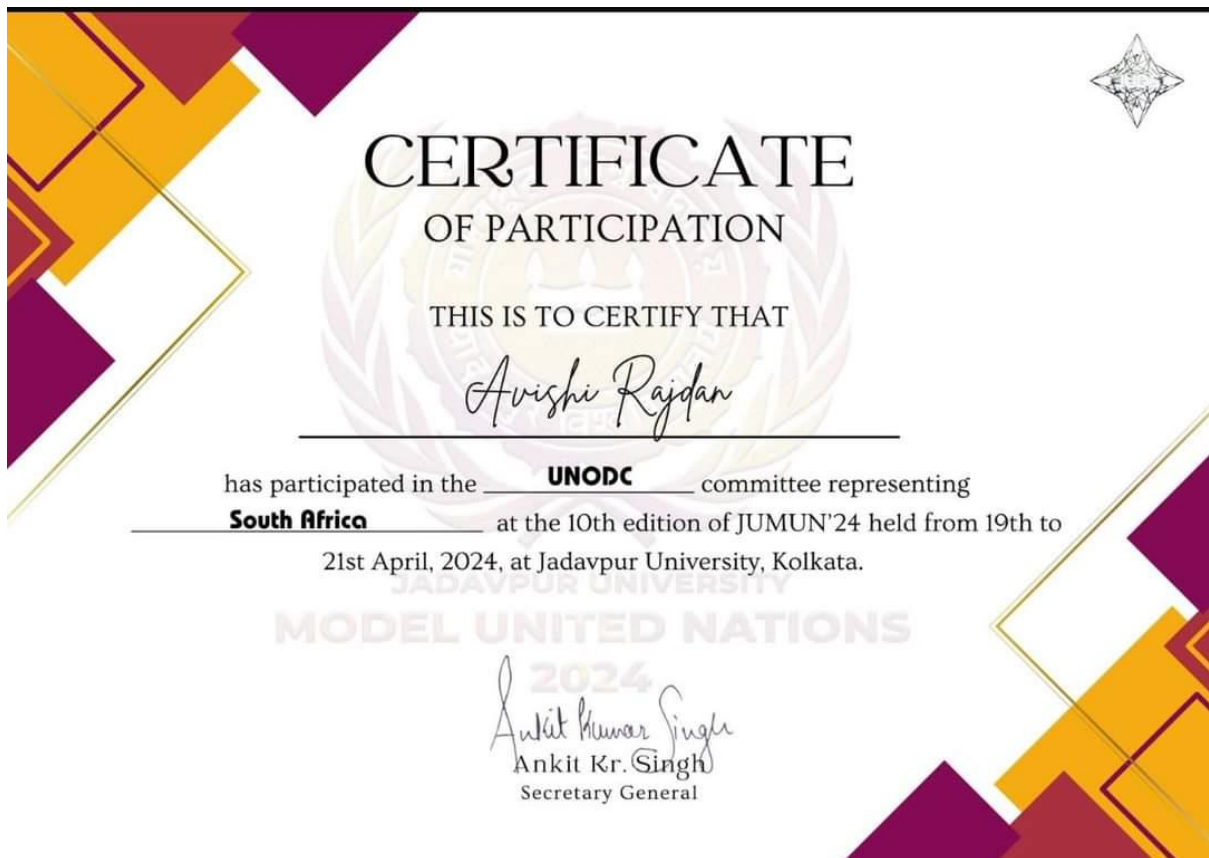 CERTIFICATE
OF PARTICIPATION
THIS IS TO CERTIFY THAT
Avishi Rajdan
has participated in the UNODC committee representing
South Africa at the 10th edition of JUMUN'24 held from 19th to
21st April, 2024, at Jadavpur University, Kolkata.
JADAVPUR UNIVERSITY
MODEL UNITED NATIONS
2024
Ankit Kumar Singh
Ankit Kr. Singh
Secretary General